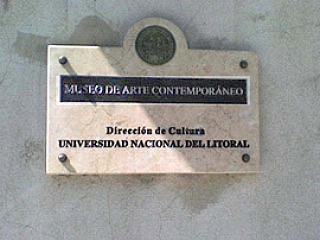 MUSEO DE ARTE CONTEMPORÁNEO
Dirección de Cultura
UNIVERSIDAD NACIONAL DEL LITORAL